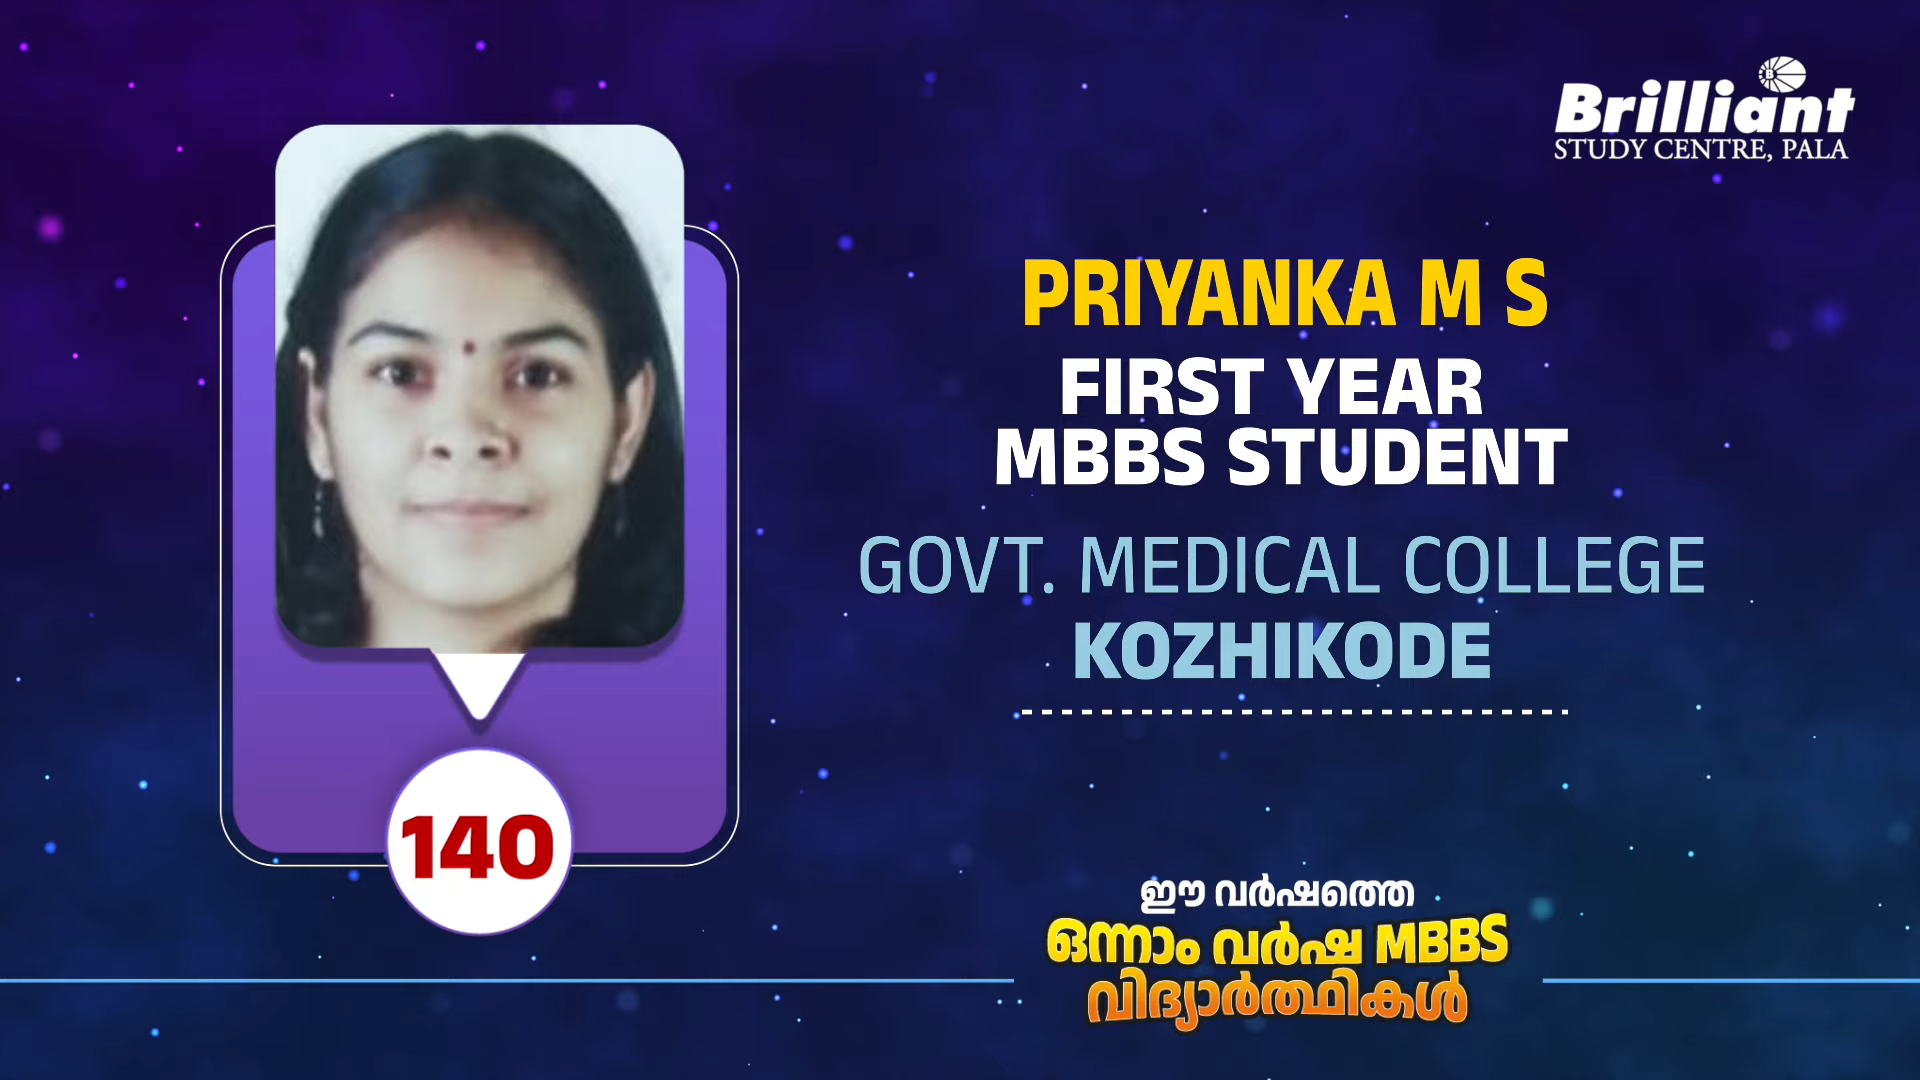 Brilliant
STUDY CENTRE, PALA
PRIYANKA M S
FIRST YEAR
MBBS STUDENT
GOVT. MEDICAL COLLEGE
KOZHIKODE
140
ഈ വർഷത്തെ
ഒന്നാം വർഷ MBBS
വിദ്യാർത്ഥികൾ